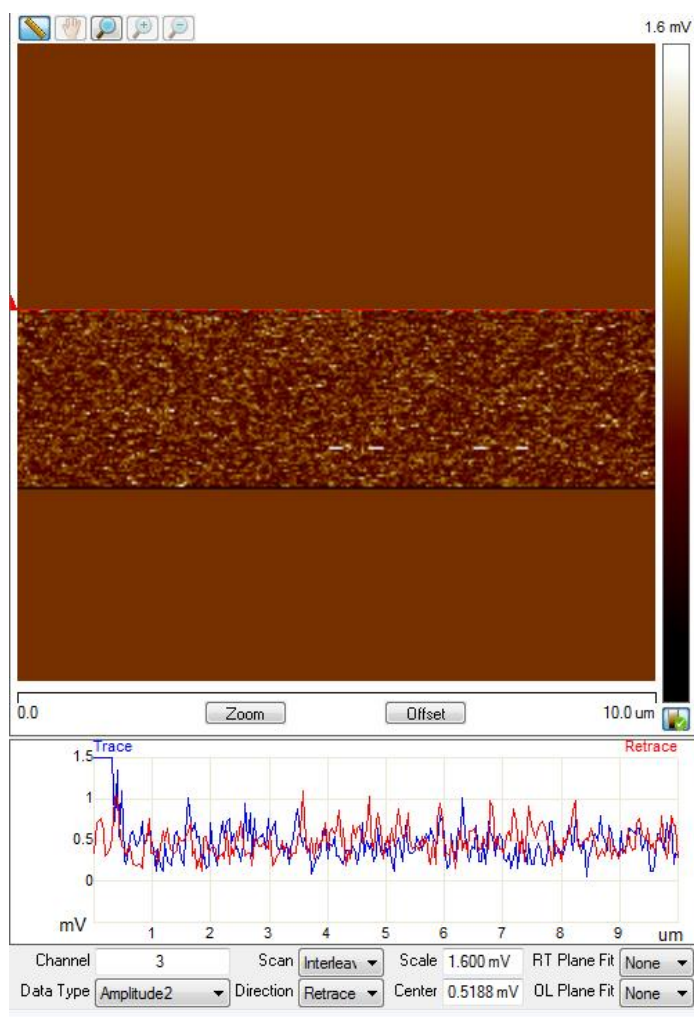 1.6 mV
0.0 Zoom Offset 10.0 um
Trace Retrace
1.5
1
0.5
0
mV 1 2 3 4 5 6 7 8 9 um
Channel 3 Scan Interleav Scale 1.600 mV RT Plane Fit None
Data Type Amplitude2 Direction Retrace Center 0.5188 mV OL Plane Fit None